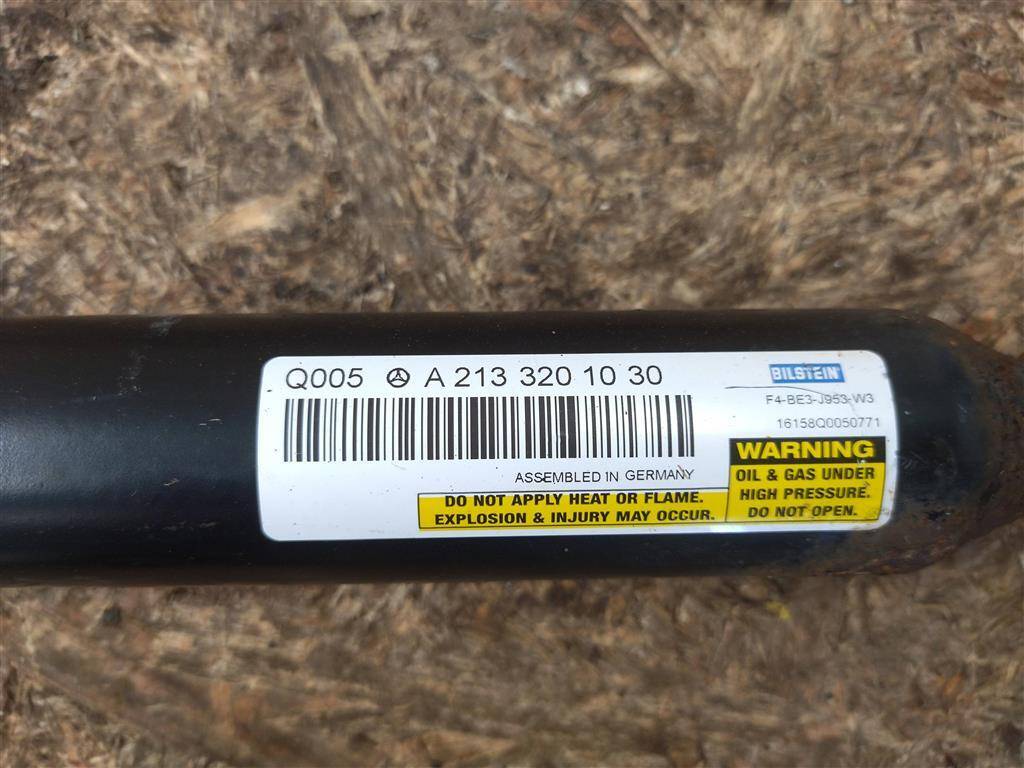 Q005 A 213 320 10 30
BILSTEIN
F4-BE3-J953-W3
16158Q0050771
ASSEMBLED IN GERMANY
DO NOT APPLY HEAT OR FLAME.
EXPLOSION & INJURY MAY OCCUR.
WARNING
OIL & GAS UNDER
HIGH PRESSURE.
DO NOT OPEN.